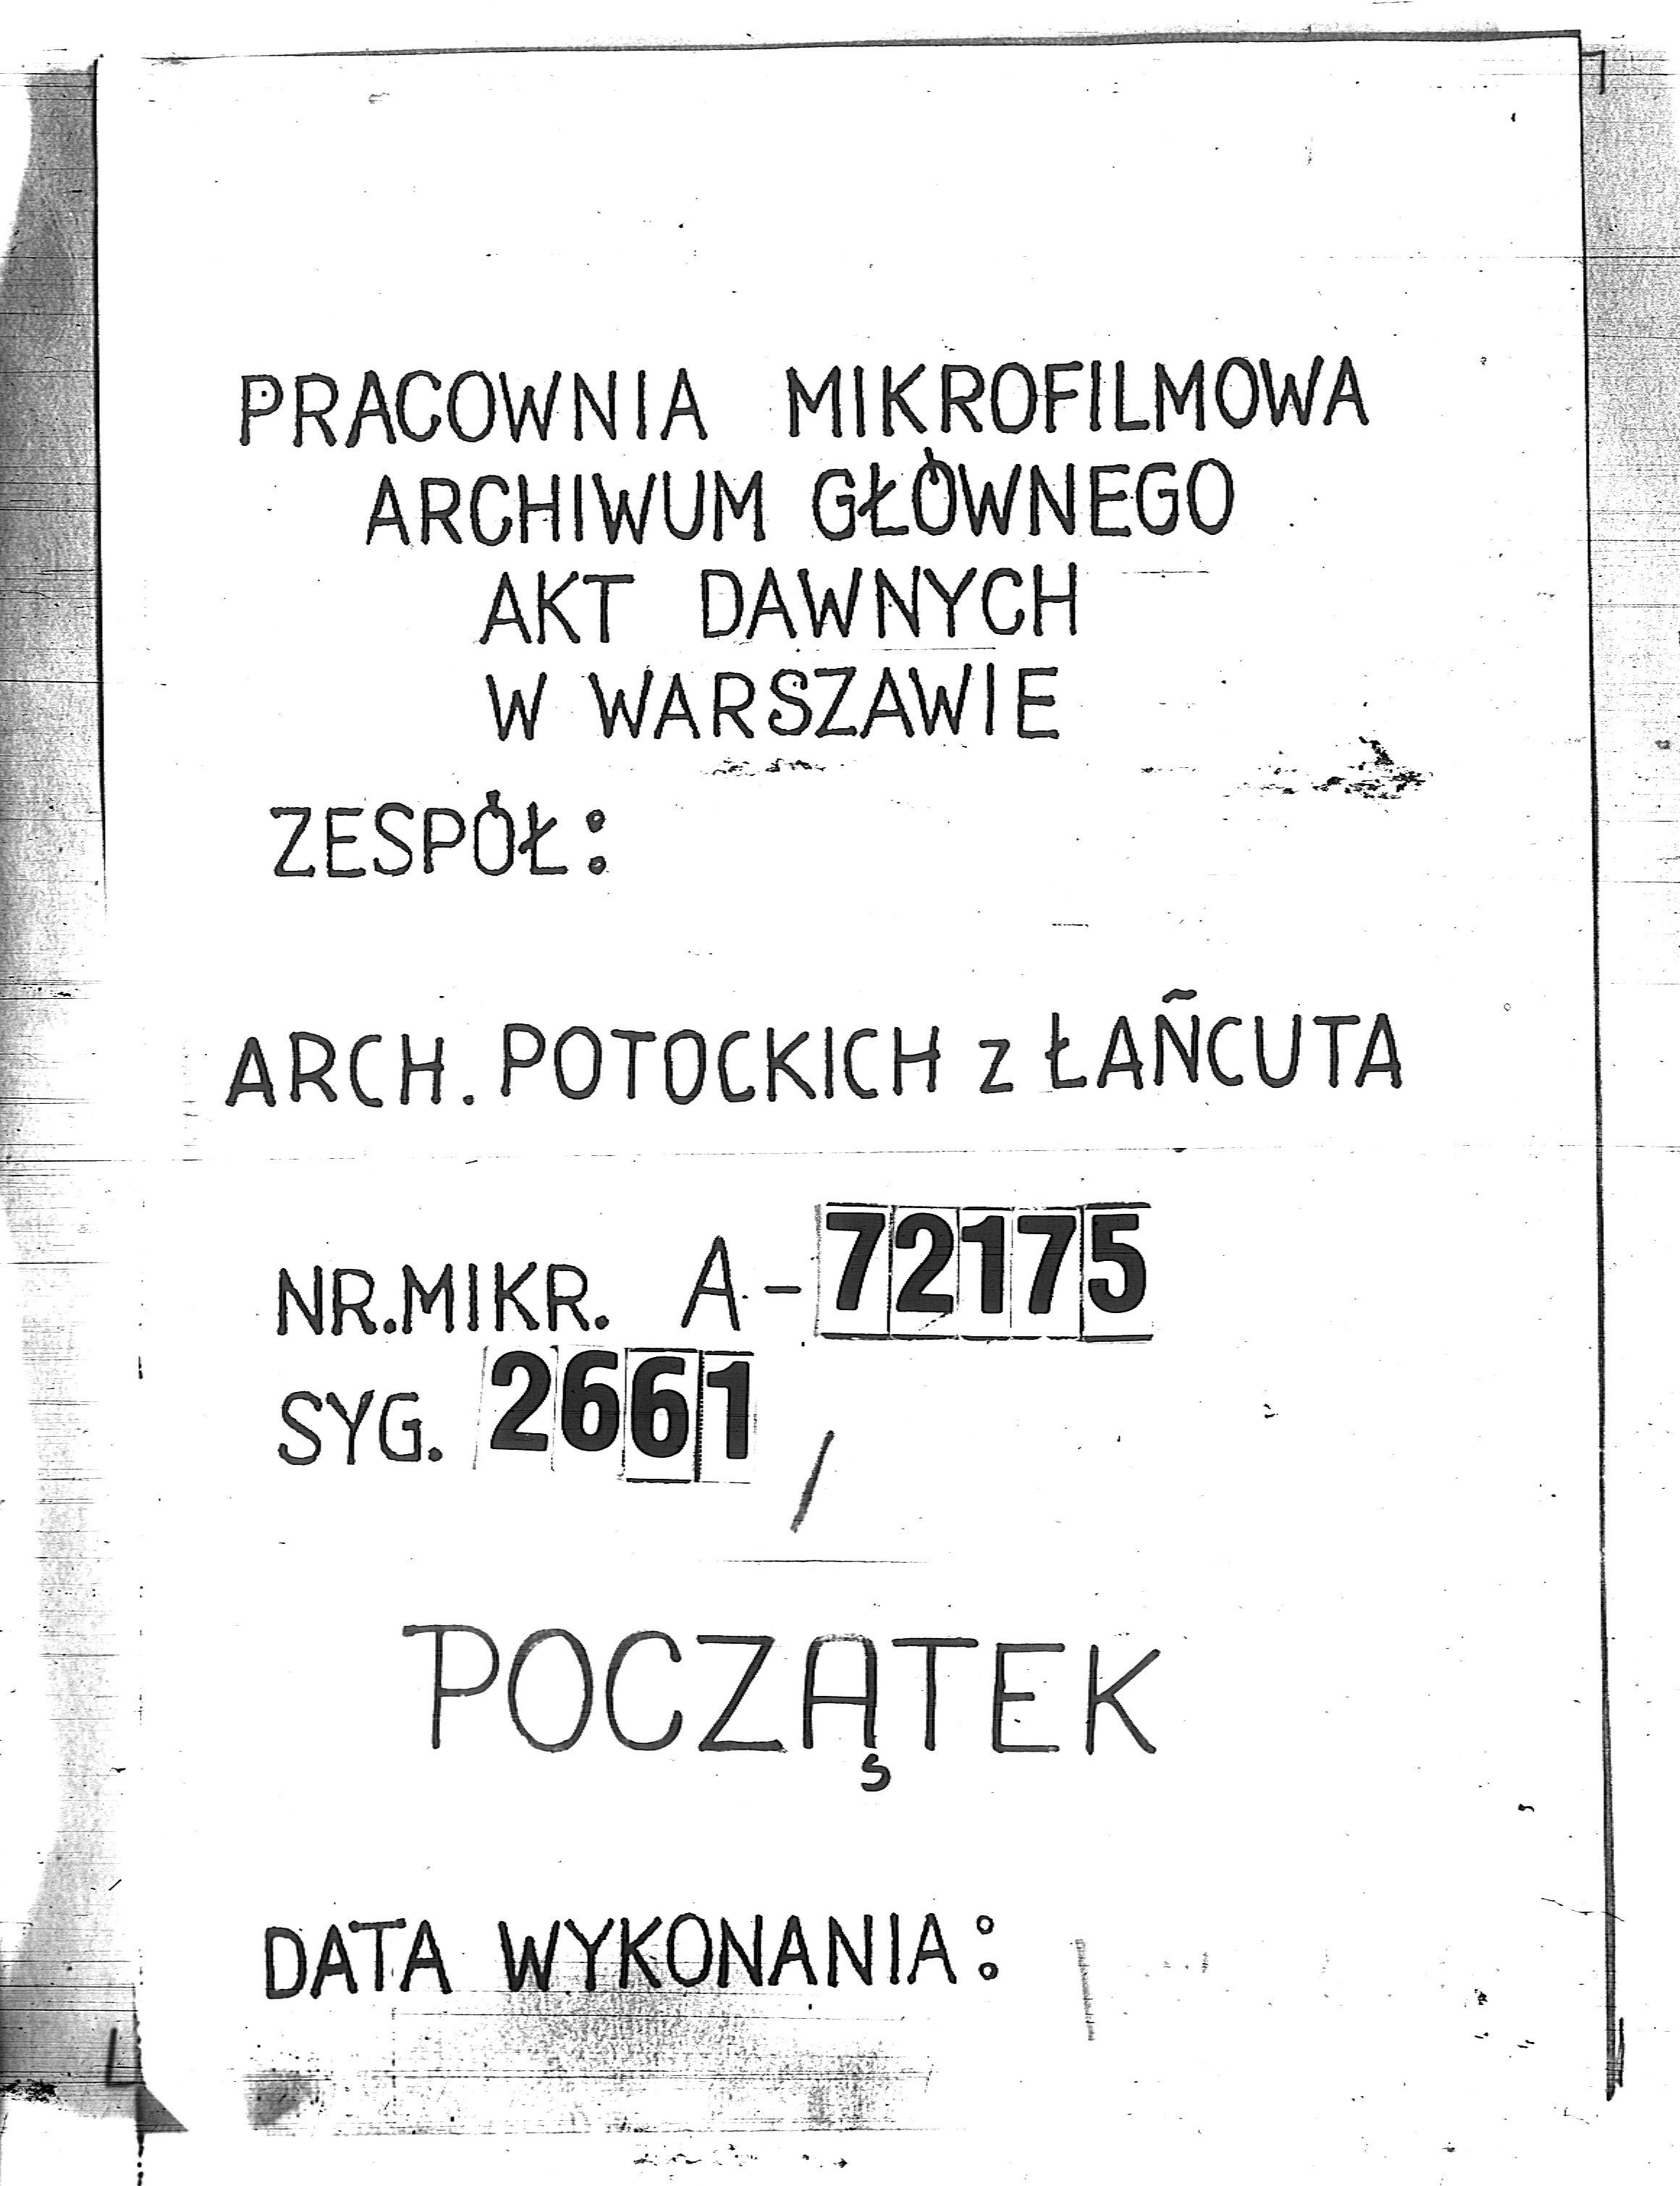 PRACOWNIA MIKROFILMOWA
ARCHIWUM GŁÓWNEGO
AKT DAWNYCH
W WARSZAWIE
ZESPÓŁ:
ARCH. POTOCKICH z ŁAŃCUTA
NR.MIKR. A-72175
SYG. 2661 /
POCZĄTEK
DATA WYKONANIA: